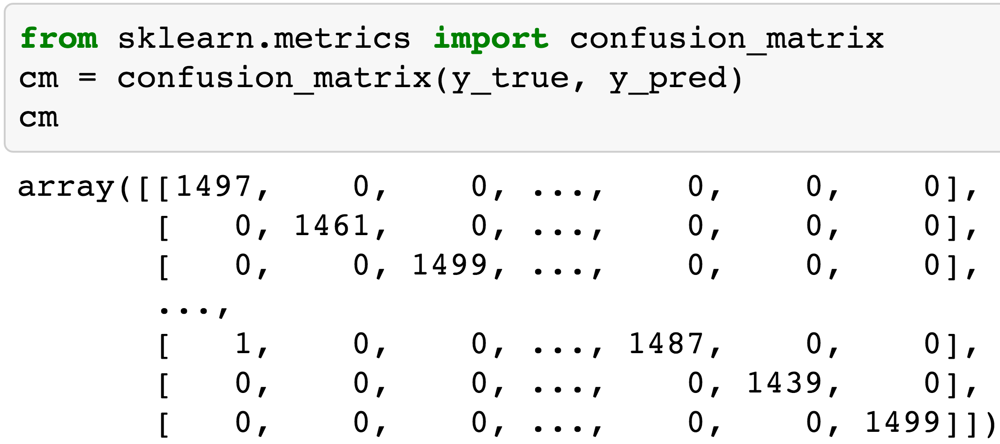 from sklearn.metrics import confusion_matrix
cm = confusion_matrix(y_true, y_pred)
cm
array([[1497,    0,    0, ...,    0,    0,    0],
       [   0, 1461,    0, ...,    0,    0,    0],
       [   0,    0, 1499, ...,    0,    0,    0],
       ...,
       [   1,    0,    0, ..., 1487,    0,    0],
       [   0,    0,    0, ...,    0, 1439,    0],
       [   0,    0,    0, ...,    0,    0, 1499]])